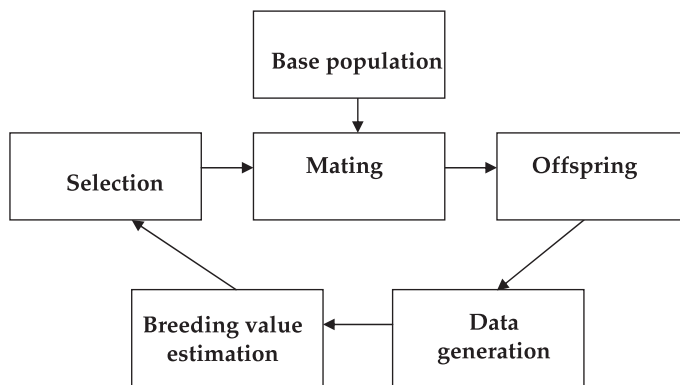 Base population
Selection
Mating
Offspring
Breeding value
estimation
Data
generation